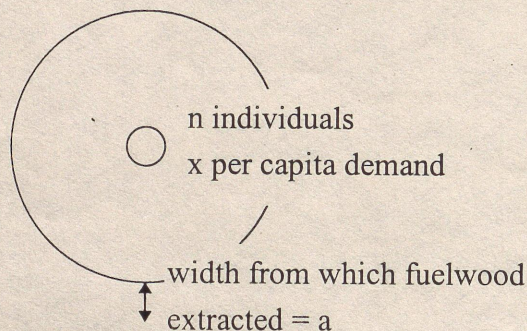 n individuals
x per capita demand
width from which fuelwood
extracted = a